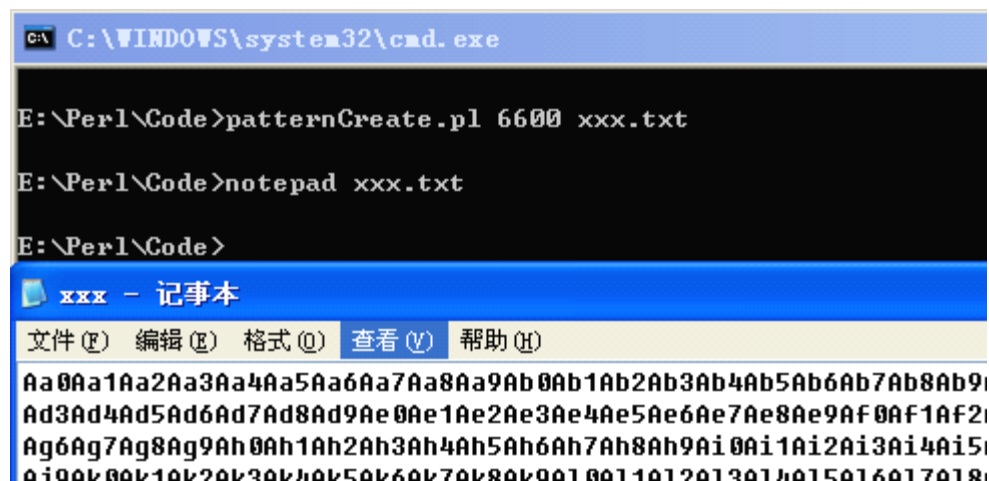 C:\WINDOWS\system32\cmd.exe
E:\Perl\Code>patternCreate.pl 6600 xxx.txt
E:\Perl\Code>notepad xxx.txt
E:\Perl\Code>
xxx - 记事本
文件(F) 编辑(E) 格式(O) 查看(V) 帮助(H)
Aa0Aa1Aa2Aa3Aa4Aa5Aa6Aa7Aa8Aa9Ab0Ab1Ab2Ab3Ab4Ab5Ab6Ab7Ab8Ab9
Ad3Ad4Ad5Ad6Ad7Ad8Ad9Ae0Ae1Ae2Ae3Ae4Ae5Ae6Ae7Ae8Ae9Af0Af1Af2
Ag6Ag7Ag8Ag9Ah0Ah1Ah2Ah3Ah4Ah5Ah6Ah7Ah8Ah9Ai0Ai1Ai2Ai3Ai4Ai5
Aj9Ak0Ak1Ak2Ak3Ak4Ak5Ak6Ak7Ak8Ak9Al0Al1Al2Al3Al4Al5Al6Al7Al8